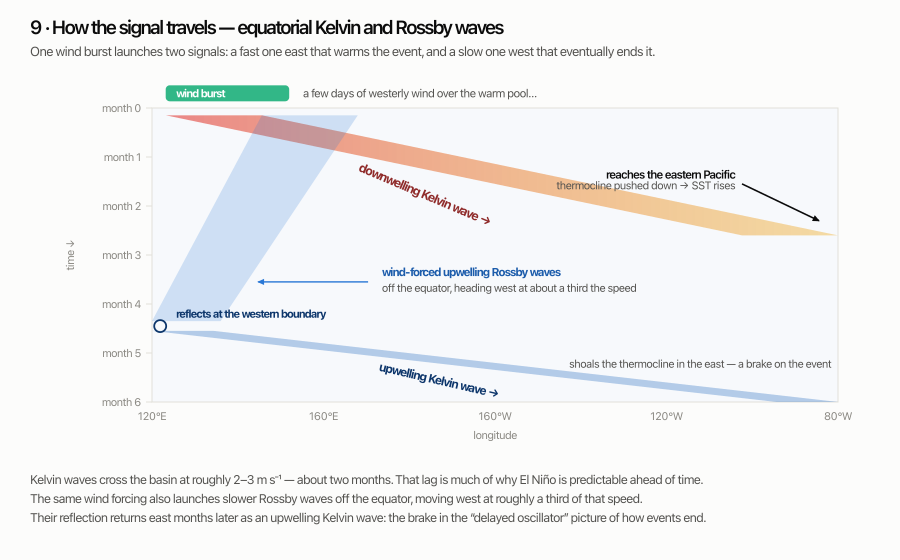 9 · How the signal travels — equatorial Kelvin and Rossby waves
One wind burst launches two signals: a fast one east that warms the event, and a slow one west that eventually ends it.
wind burst
a few days of westerly wind over the warm pool…
month 0
month 1
month 2
month 3
month 4
month 5
month 6
time ↓
downwelling Kelvin wave →
reaches the eastern Pacific
thermocline pushed down → SST rises
wind-forced upwelling Rossby waves
off the equator, heading west at about a third the speed
reflects at the western boundary
upwelling Kelvin wave →
shoals the thermocline in the east — a brake on the event
120°E
160°E
160°W
120°W
80°W
longitude
Kelvin waves cross the basin at roughly 2–3 m s⁻¹ — about two months. That lag is much of why El Niño is predictable ahead of time.
The same wind forcing also launches slower Rossby waves off the equator, moving west at roughly a third of that speed.
Their reflection returns east months later as an upwelling Kelvin wave: the brake in the “delayed oscillator” picture of how events end.